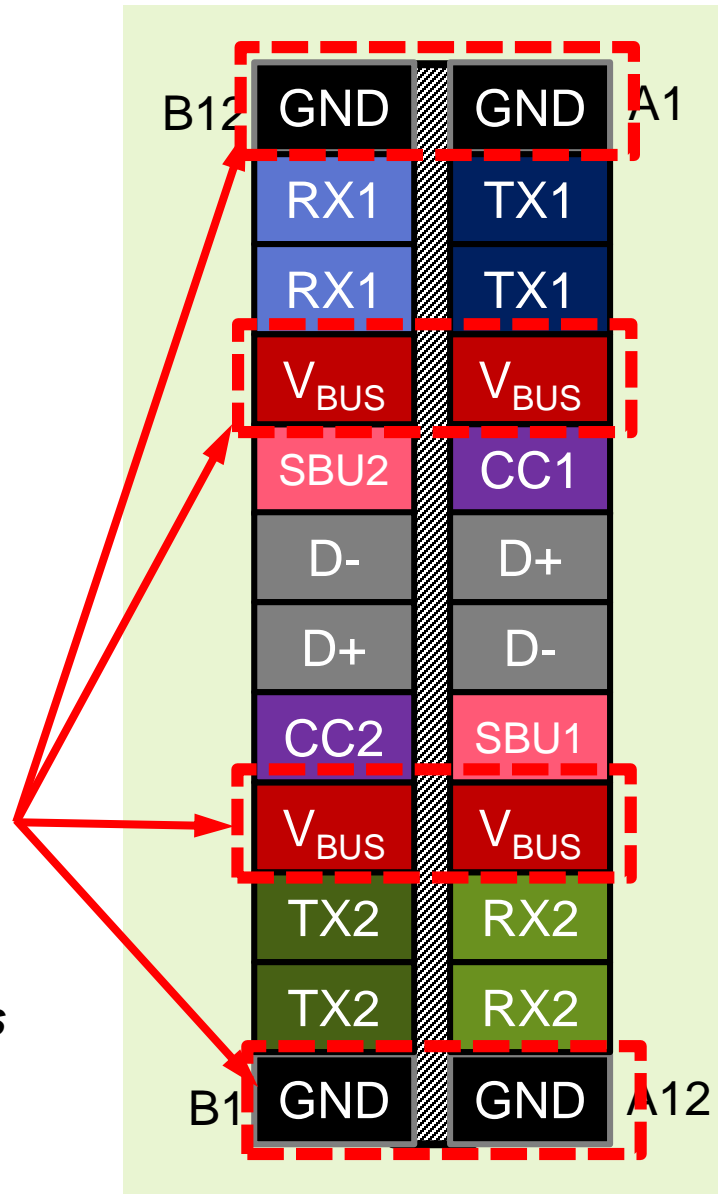 B12 GND GND A1
RX1 TX1
RX1 TX1
VBUS VBUS
SBU2 CC1
D- D+
D+ D-
CC2 SBU1
VBUS VBUS
TX2 RX2
TX2 RX2
s
B1 GND GND A12